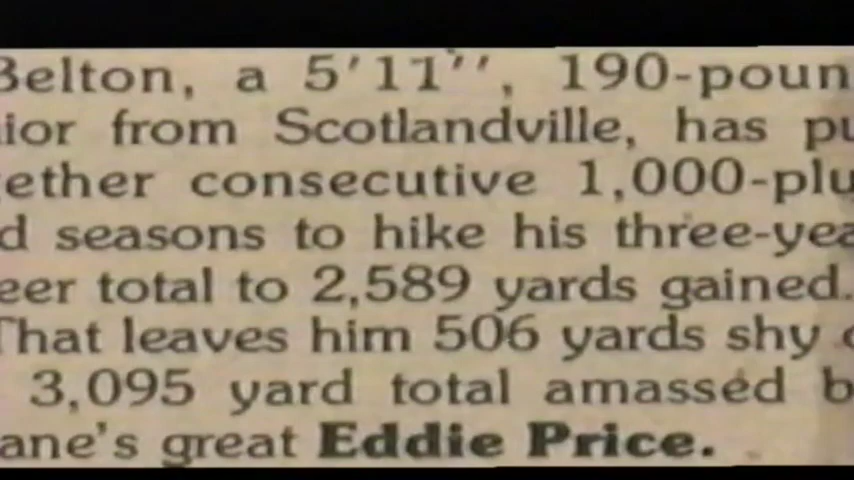 Belton, a 5'11'', 190-poun
ior from Scotlandville, has pu
ether consecutive 1,000-plu
d seasons to hike his three-yea
eer total to 2,589 yards gained.
That leaves him 506 yards shy o
3,095 yard total amassed b
ane's great Eddie Price.